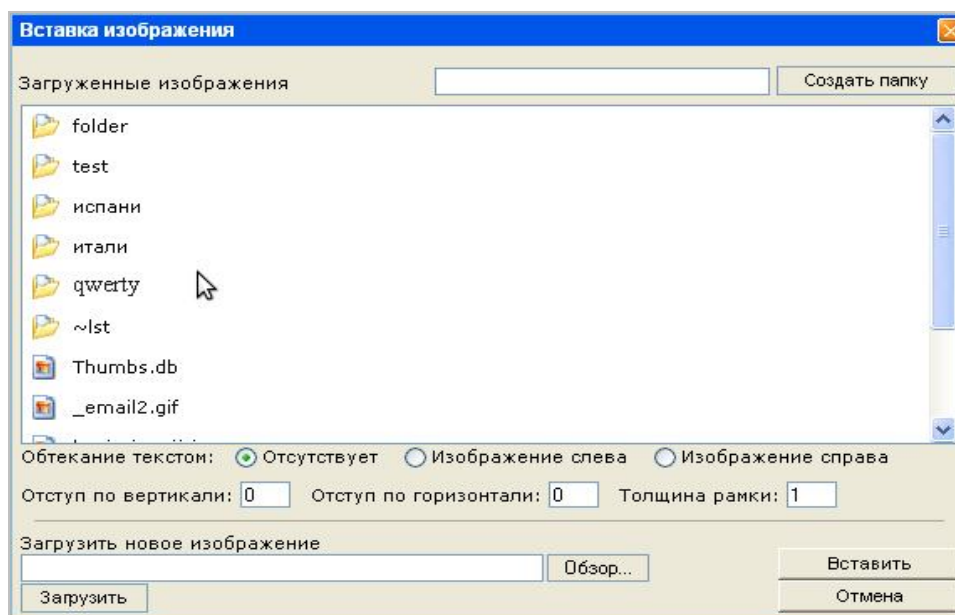 Вставка изображения
Загруженные изображения Создать папку
folder
test
испани
итали
qwerty
~lst
Thumbs.db
_email2.gif
Обтекание текстом: Отсутствует Изображение слева Изображение справа
Отступ по вертикали: 0 Отступ по горизонтали: 0 Толщина рамки: 1
Загрузить новое изображение
Обзор... Вставить
Загрузить Отмена